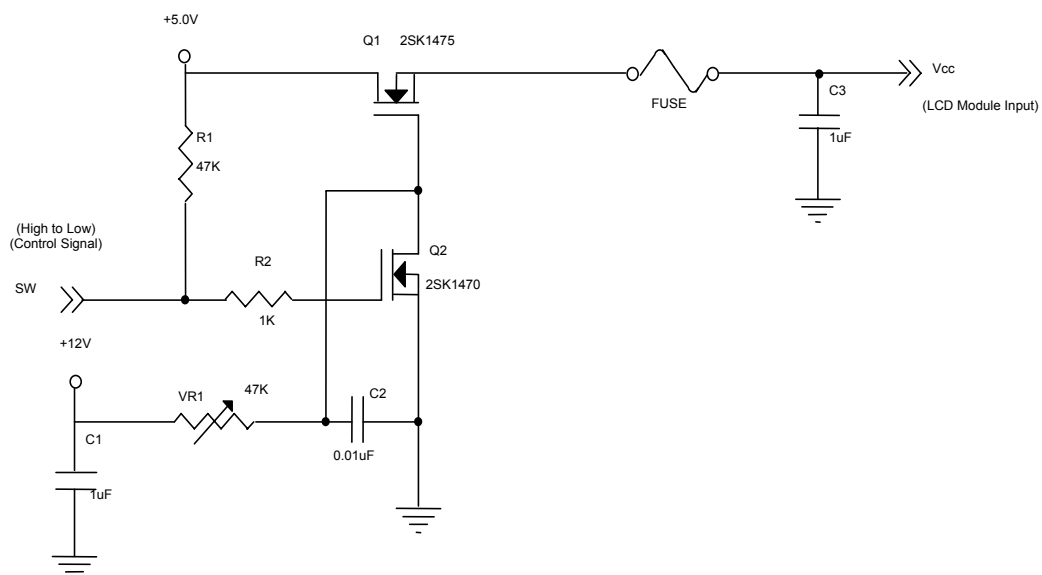 +5.0V
Q1 2SK1475
Vcc
C3
FUSE
(LCD Module Input)
R1
1uF
47K
(High to Low)
(Control Signal)
Q2
R2
2SK1470
SW
1K
+12V
47K
VR1
C2
C1
0.01uF
1uF